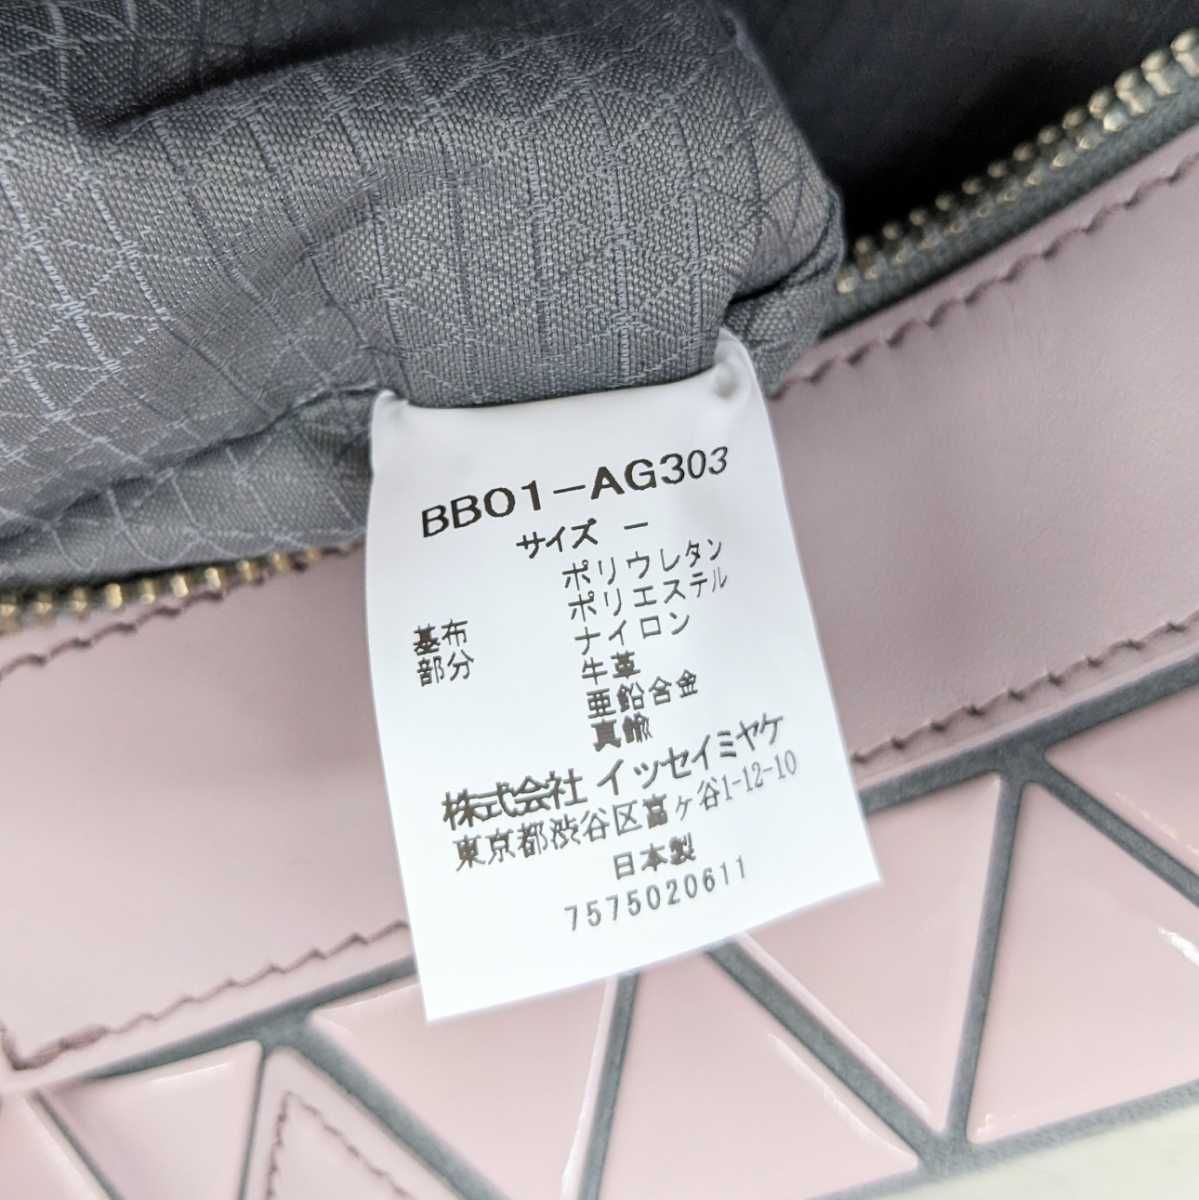 BB01-AG303
サイズ ー
ポリウレタン
ポリエステル
基布 ナイロン
部分 牛革
亜鉛合金
真鍮
株式会社 イッセイミヤケ
東京都渋谷区富ヶ谷1-12-10
日本製
7575020611